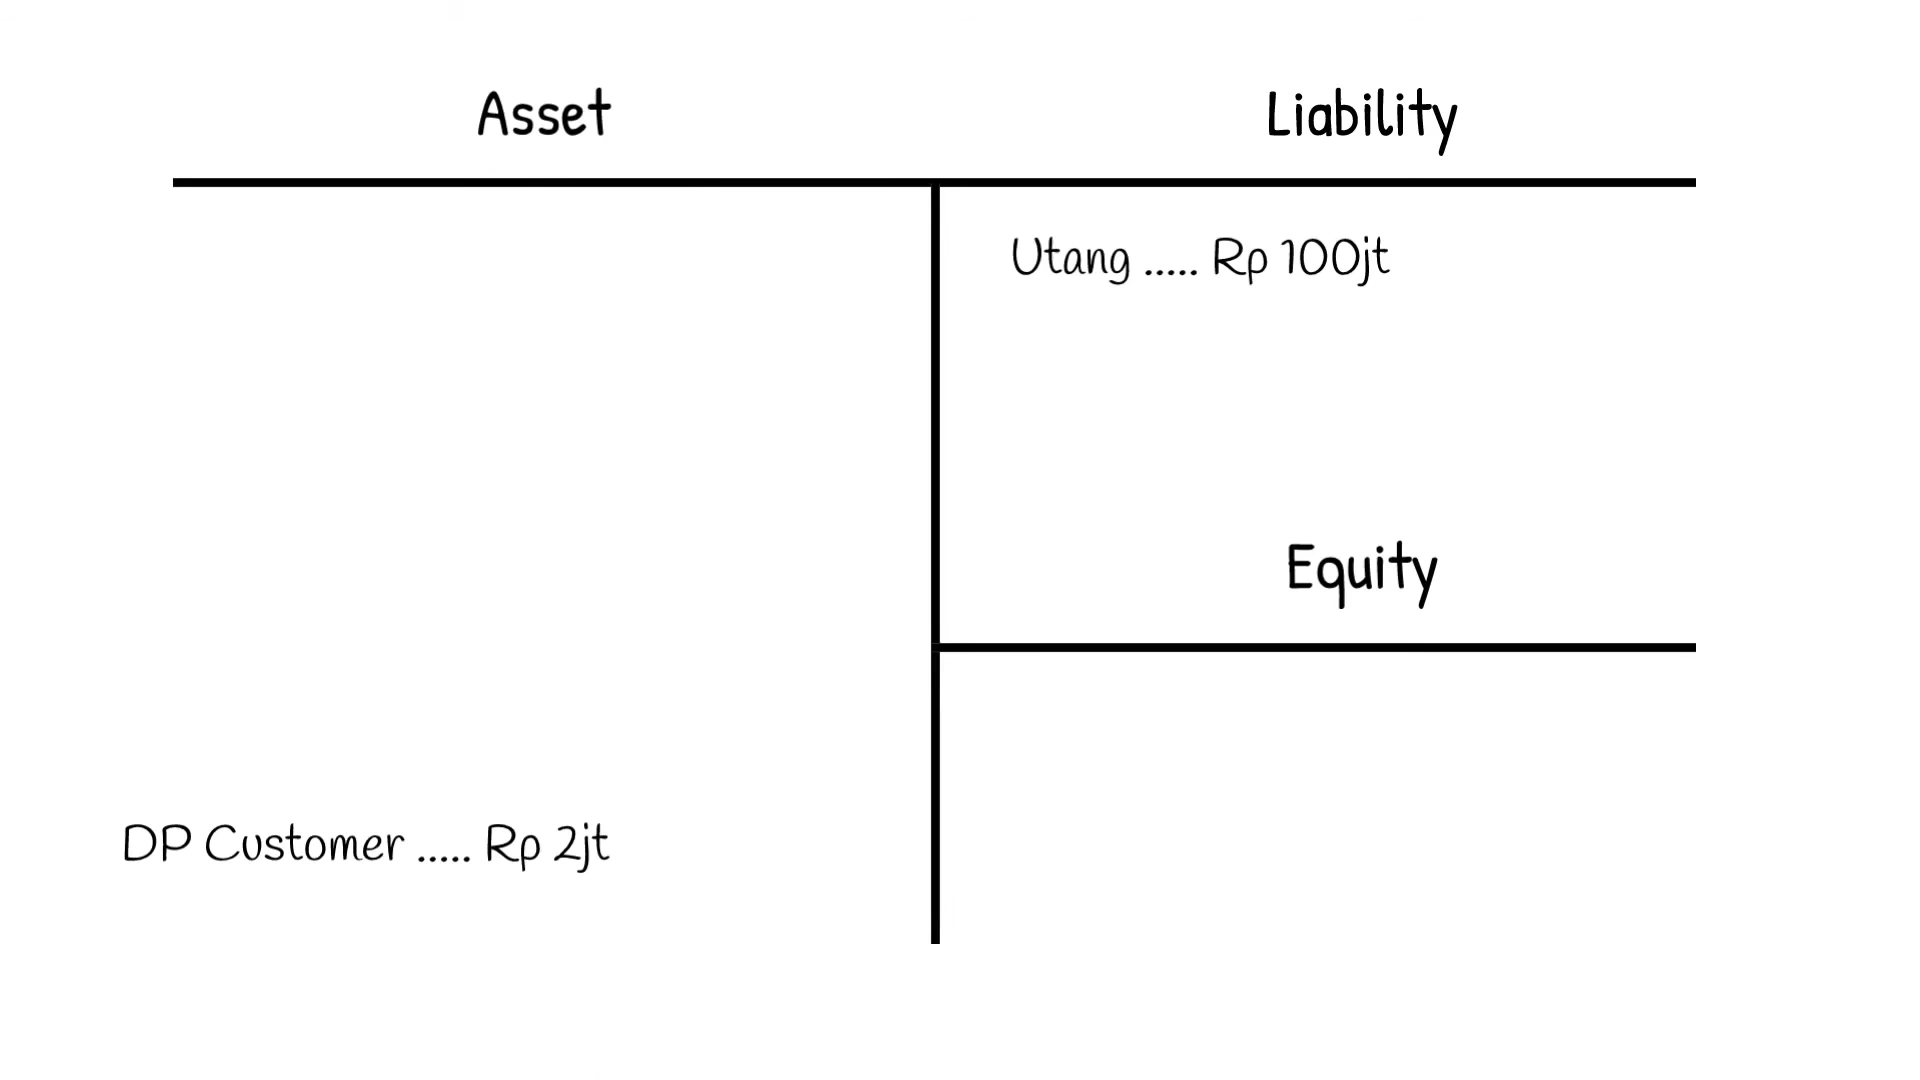 Asset
Liability
Utang ..... Rp 100jt
Equity
DP Customer ..... Rp 2jt